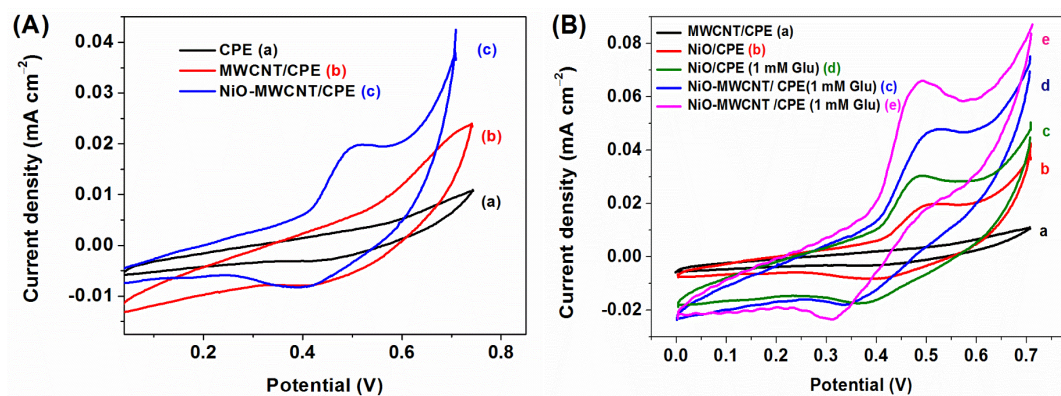 (A)
CPE (a)
MWCNT/CPE (b)
NiO-MWCNT/CPE (c)
(c)
(b)
(a)
0.04
0.03
0.02
0.01
0.00
-0.01
Current density (mA cm⁻²)
0.2 0.4 0.6 0.8
Potential (V)
(B)
MWCNT/CPE (a)
NiO/CPE (b)
NiO/CPE (1 mM Glu) (d)
NiO-MWCNT/ CPE(1 mM Glu) (c)
NiO-MWCNT /CPE (1 mM Glu) (e)
e
d
c
b
a
0.08
0.06
0.04
0.02
0.00
-0.02
Current density (mA cm⁻²)
0.0 0.1 0.2 0.3 0.4 0.5 0.6 0.7
Potential (V)